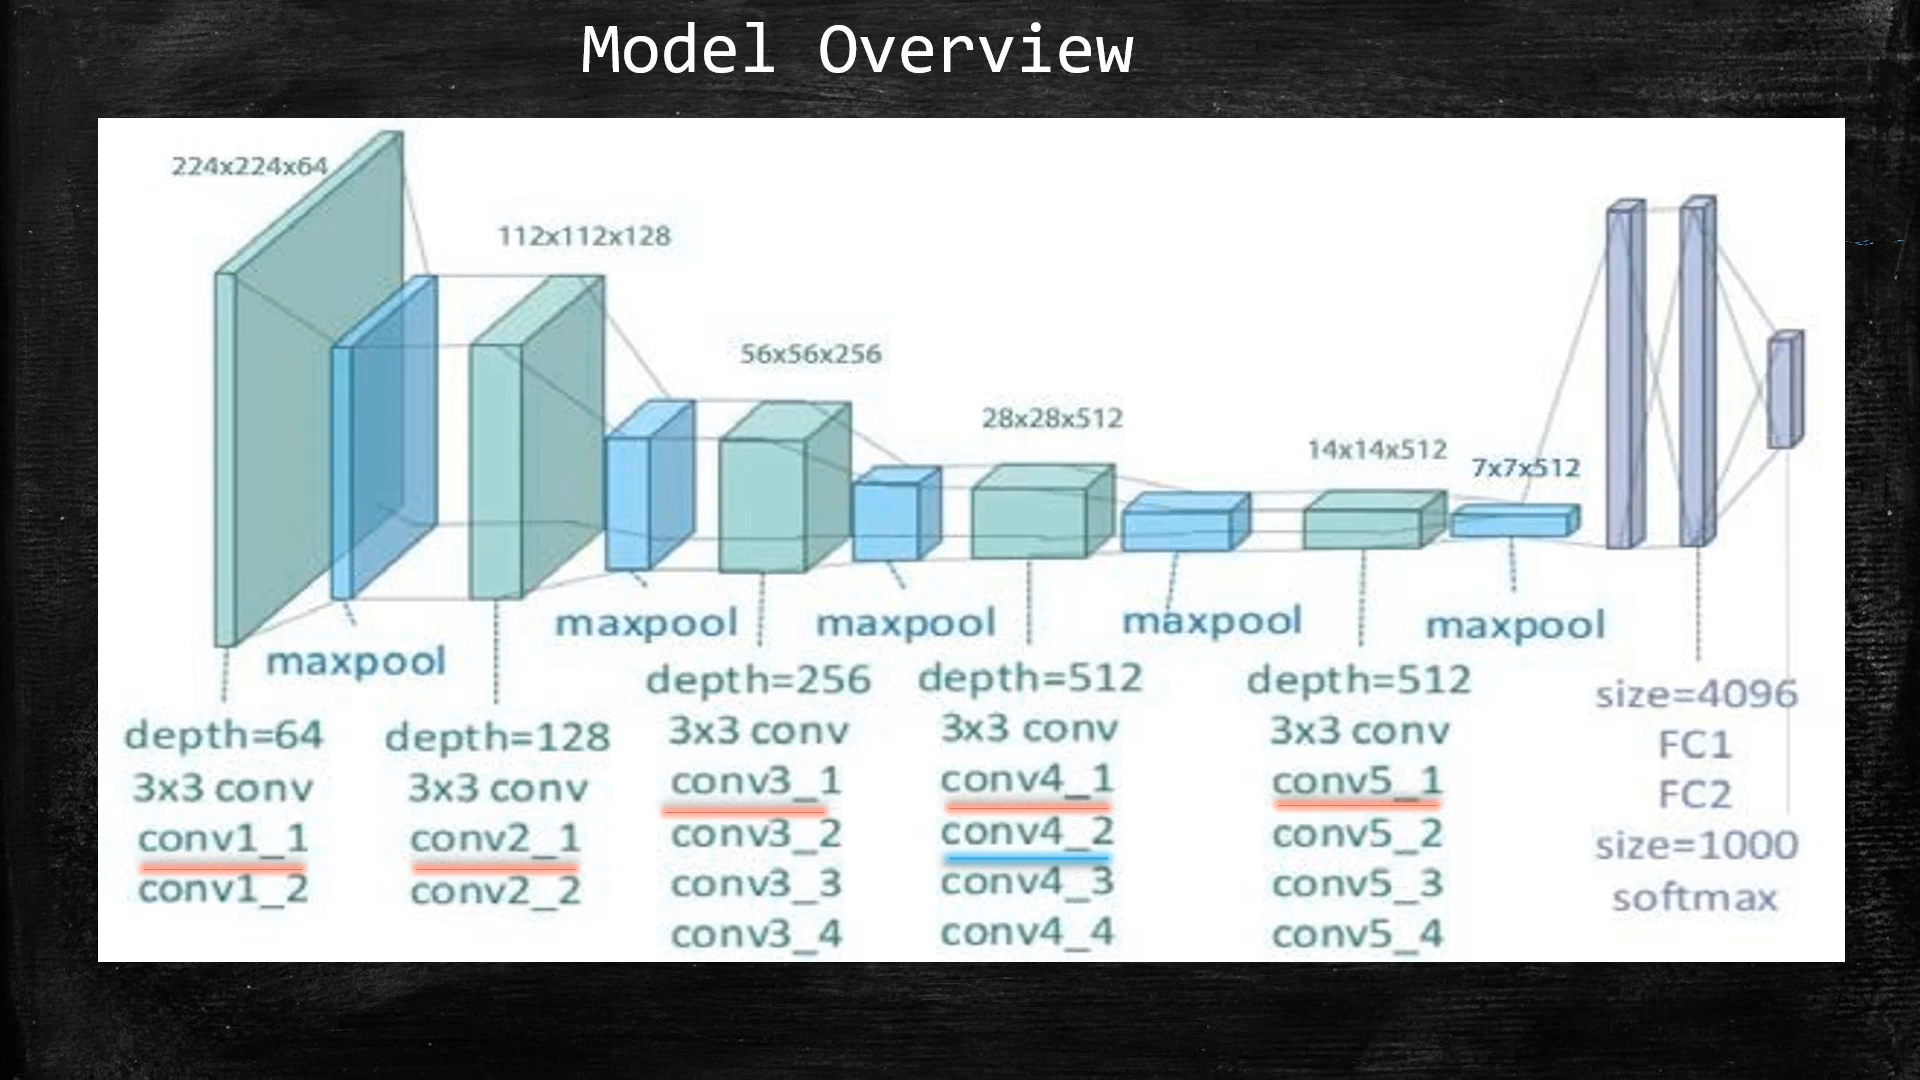 Model Overview
224x224x64
112x112x128
56x56x256
28x28x512
14x14x512
7x7x512
maxpool
maxpool
maxpool
maxpool
maxpool
depth=64
3x3 conv
conv1_1
conv1_2
depth=128
3x3 conv
conv2_1
conv2_2
depth=256
3x3 conv
conv3_1
conv3_2
conv3_3
conv3_4
depth=512
3x3 conv
conv4_1
conv4_2
conv4_3
conv4_4
depth=512
3x3 conv
conv5_1
conv5_2
conv5_3
conv5_4
size=4096
FC1
FC2
size=1000
softmax